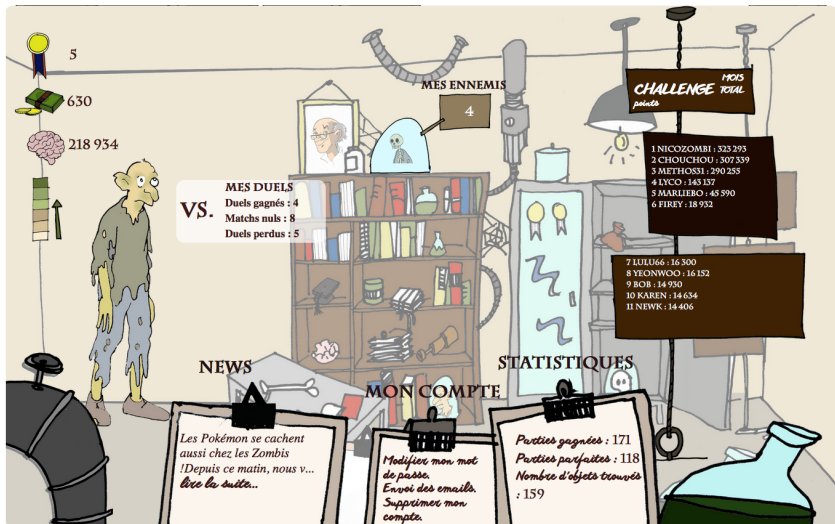 5
630
218 934
MES ENNEMIS
4
CHALLENGE MOIS
TOTAL
points
1 NICOZOMBI : 323 293
2 CHOUCHOU : 307 339
3 METHOS31 : 290 255
4 LYCO : 143 137
5 MARLIEBO : 45 590
6 FIREY : 18 932
VS.
MES DUELS
Duels gagnés : 4
Matchs nuls : 8
Duels perdus : 5
7 LULU66 : 16 300
8 YEONWOO : 16 152
9 BOB : 14 930
10 KAREN : 14 634
11 NEWK : 14 406
NEWS
Les Pokémon se cachent
aussi chez les Zombis
!Depuis ce matin, nous v...
lire la suite...
MON COMPTE
Modifier mon mot
de passe.
Envoi des emails.
Supprimer mon
compte.
STATISTIQUES
Parties gagnées : 171
Parties parfaites : 118
Nombre d'objets trouvés
: 159